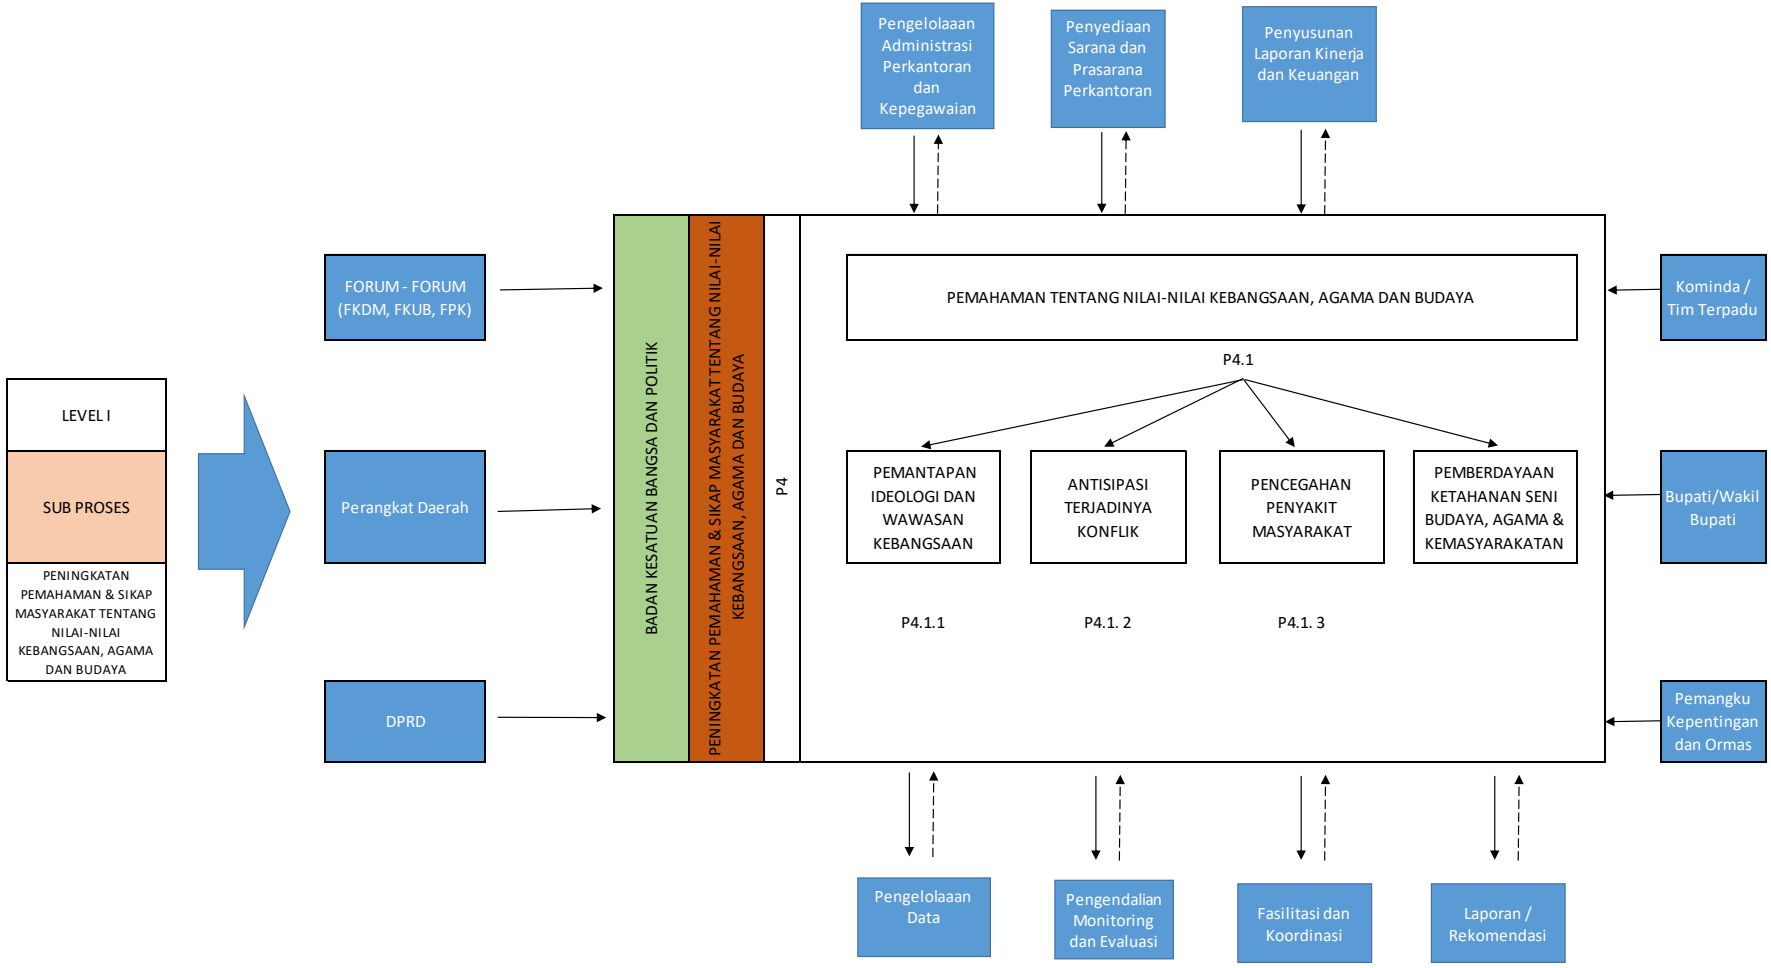 Pengelolaaan
Administrasi
Perkantoran
dan
Kepegawaian
Penyediaan
Sarana dan
Prasarana
Perkantoran
Penyusunan
Laporan Kinerja
dan Keuangan
LEVEL I
SUB PROSES
PENINGKATAN
PEMAHAMAN & SIKAP
MASYARAKAT TENTANG
NILAI-NILAI
KEBANGSAAN, AGAMA
DAN BUDAYA
FORUM - FORUM
(FKDM, FKUB, FPK)
Perangkat Daerah
DPRD
BADAN KESATUAN BANGSA DAN POLITIK
PENINGKATAN PEMAHAMAN & SIKAP MASYARAKAT TENTANG NILAI-NILAI
KEBANGSAAN, AGAMA DAN BUDAYA
P4
PEMAHAMAN TENTANG NILAI-NILAI KEBANGSAAN, AGAMA DAN BUDAYA
P4.1
PEMANTAPAN
IDEOLOGI DAN
WAWASAN
KEBANGSAAN
ANTISIPASI
TERJADINYA
KONFLIK
PENCEGAHAN
PENYAKIT
MASYARAKAT
PEMBERDAYAAN
KETAHANAN SENI
BUDAYA, AGAMA &
KEMASYARAKATAN
P4.1.1
P4.1. 2
P4.1. 3
Kominda /
Tim Terpadu
Bupati/Wakil
Bupati
Pemangku
Kepentingan
dan Ormas
Pengelolaaan
Data
Pengendalian
Monitoring
dan Evaluasi
Fasilitasi dan
Koordinasi
Laporan /
Rekomendasi